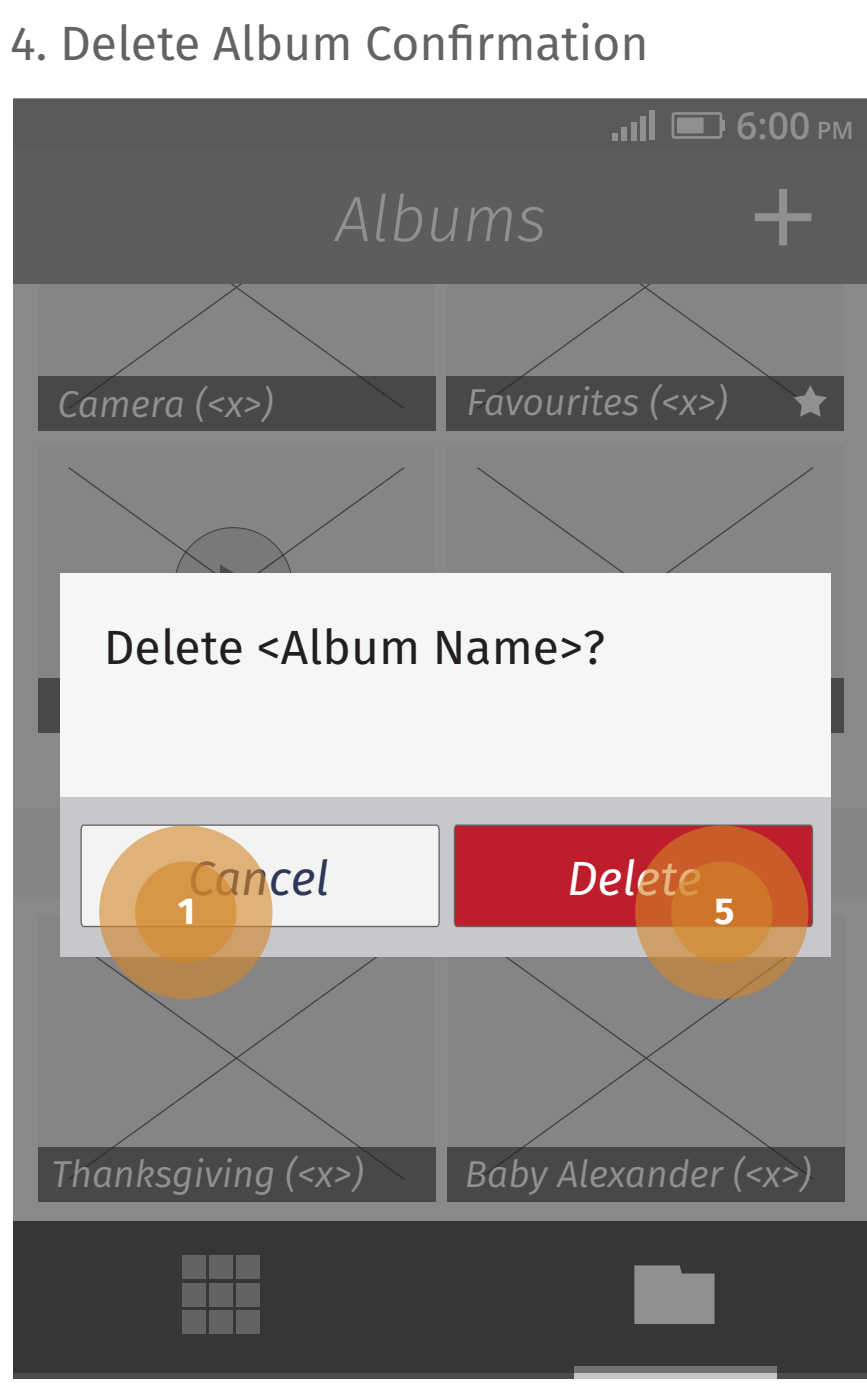 4. Delete Album Confirmation
6:00 PM
Albums
Camera (<x>)
Favourites (<x>)
Delete <Album Name>?
Cancel
Delete
1
5
Thanksgiving (<x>)
Baby Alexander (<x>)